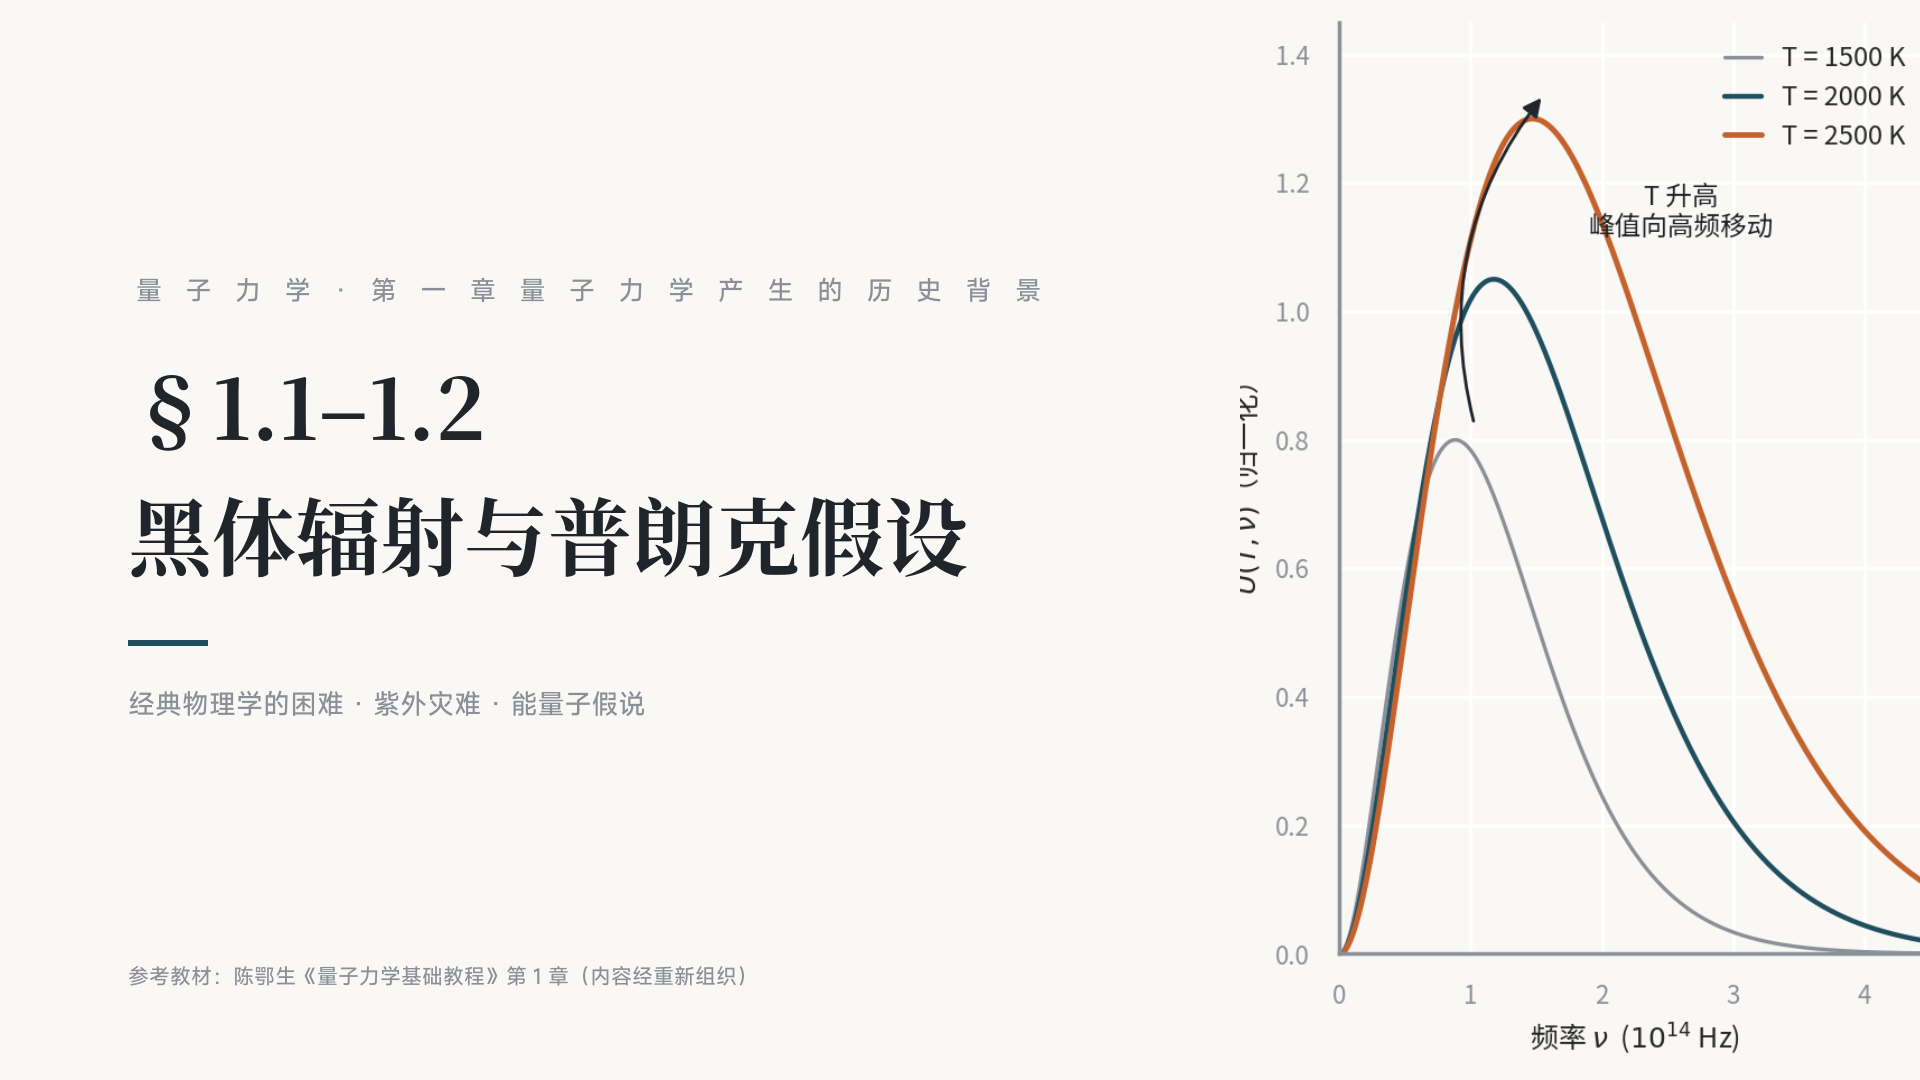 量子力学·第一章量子力学产生的历史背景
§1.1–1.2
黑体辐射与普朗克假设
经典物理学的困难 · 紫外灾难 · 能量子假说
参考教材：陈鄂生《量子力学基础教程》第 1 章（内容经重新组织）
T = 1500 K
T = 2000 K
T = 2500 K
T 升高
峰值向高频移动
1.4
1.2
1.0
0.8
0.6
0.4
0.2
0.0
0 1 2 3 4
频率 ν (10¹⁴ Hz)